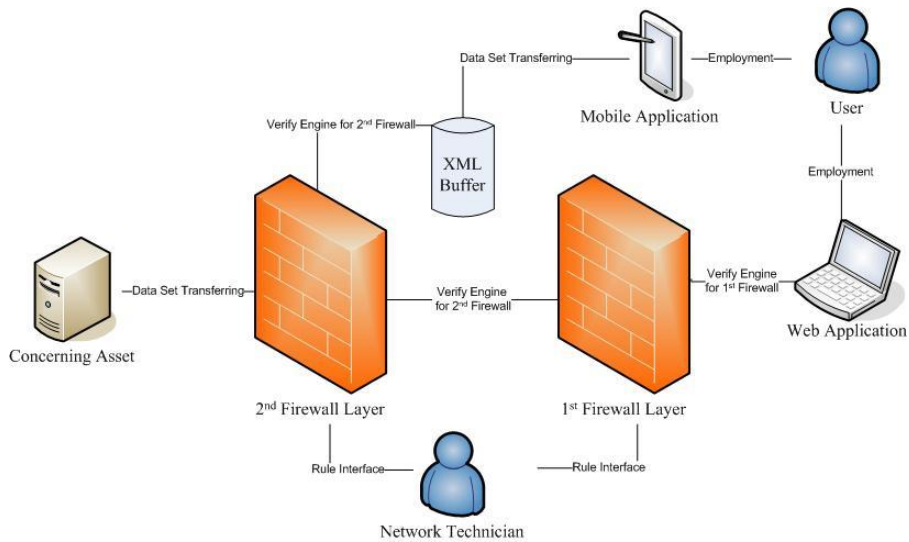 Data Set Transferring
Employment
Mobile Application
User
Verify Engine for 2nd Firewall
XML
Buffer
Employment
Data Set Transferring
Verify Engine
for 2nd Firewall
Verify Engine
for 1st Firewall
Concerning Asset
Web Application
2nd Firewall Layer
1st Firewall Layer
Rule Interface
Rule Interface
Network Technician